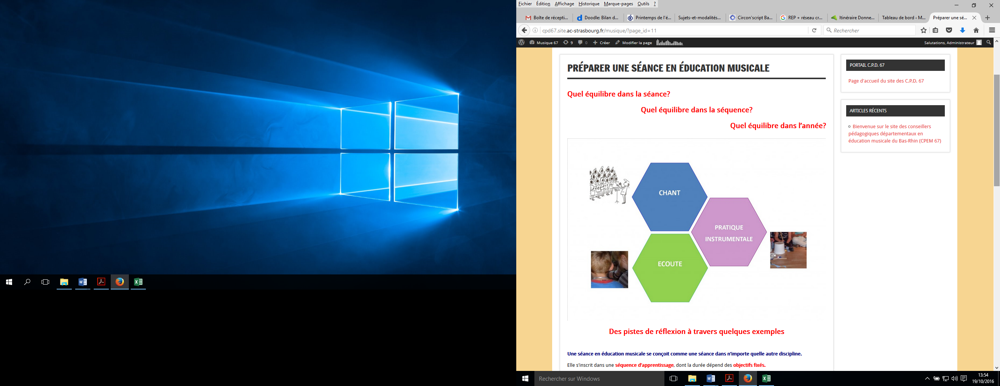 Fichier Édition Affichage Historique Marque-pages Outils ?
Boîte de récepti... Doodle: Bilan d... Printemps de l'é... Sujets-et-modalités... Circon'script Ba... REP + réseau cr... Itinéraire Donne... Tableau de bord ‹ M... Préparer une sé...
cpd67.site.ac-strasbourg.fr/musique/?page_id=11
Rechercher
Musique 67 9 0 Créer Modifier la page
Salutations, Administrateur
PRÉPARER UNE SÉANCE EN ÉDUCATION MUSICALE
Quel équilibre dans la séance?
Quel équilibre dans la séquence?
Quel équilibre dans l'année?
CHANT
PRATIQUE
INSTRUMENTALE
ECOUTE
Des pistes de réflexion à travers quelques exemples
Une séance en éducation musicale se conçoit comme une séance dans n'importe quelle autre discipline.
Elle s'inscrit dans une séquence d'apprentissage, dont la durée dépend des objectifs fixés.
PORTAIL C.P.D. 67
Page d'accueil du site des C.P.D. 67
ARTICLES RÉCENTS
Bienvenue sur le site des conseillers
pédagogiques départementaux en
éducation musicale du Bas-Rhin (CPEM 67)
Rechercher sur Windows
13:54
19/10/2016